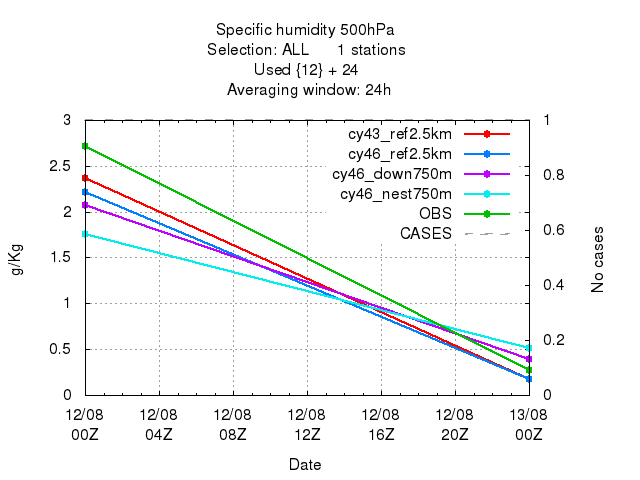 Specific humidity 500hPa
Selection: ALL      1 stations
Used {12} + 24
Averaging window: 24h
3
2.5
2
1.5
1
0.5
0
g/Kg
1
0.8
0.6
0.4
0.2
0
No cases
cy43_ref2.5km
cy46_ref2.5km
cy46_down750m
cy46_nest750m
OBS
CASES
12/08 12/08 12/08 12/08 12/08 12/08 13/08
00Z 04Z 08Z 12Z 16Z 20Z 00Z
Date